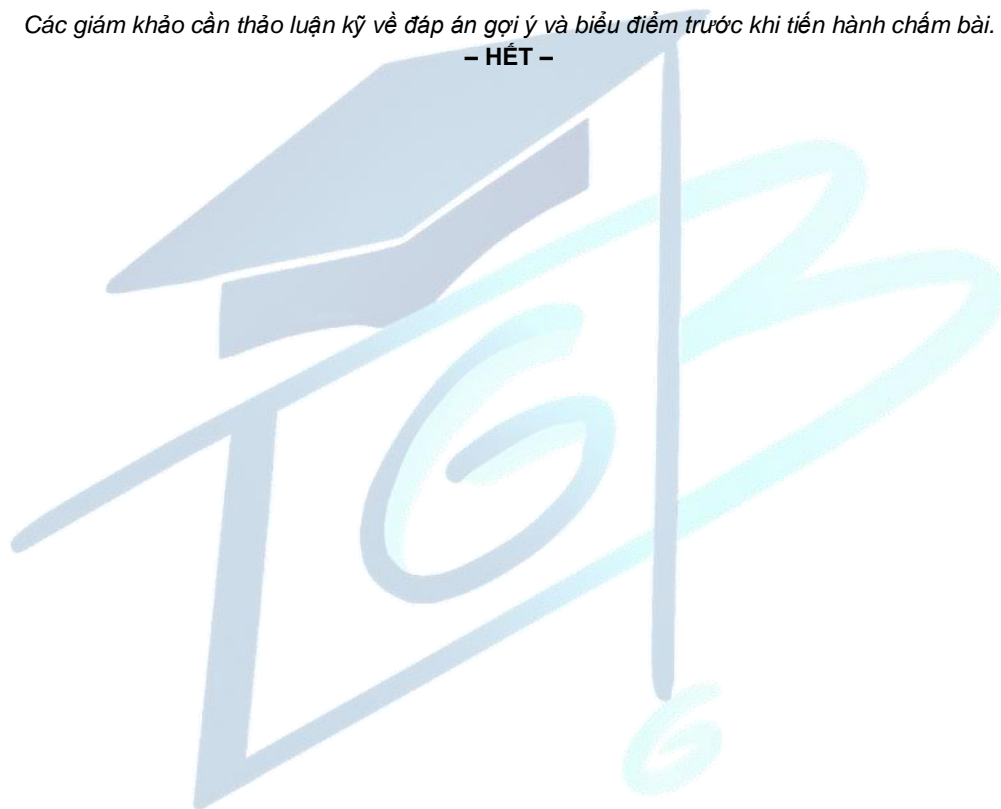 Các giám khảo cần thảo luận kỹ về đáp án gợi ý và biểu điểm trước khi tiến hành chấm bài.
– HẾT –